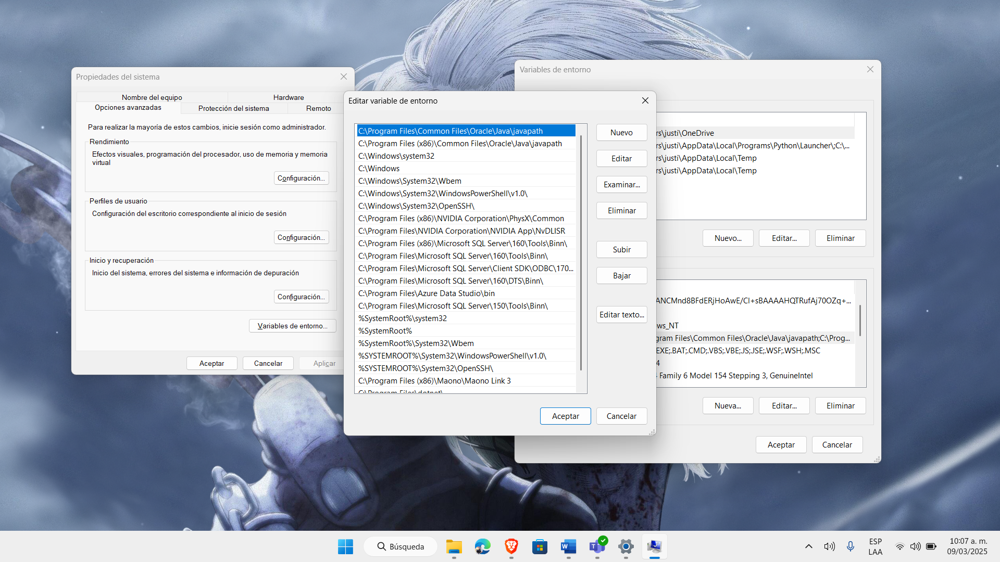 Propiedades del sistema
Nombre del equipo
Hardware
Opciones avanzadas
Protección del sistema
Remoto
Para realizar la mayoría de estos cambios, inicie sesión como administrador.
Rendimiento
Efectos visuales, programación del procesador, uso de memoria y memoria
virtual
Configuración...
Perfiles de usuario
Configuración del escritorio correspondiente al inicio de sesión
Configuración...
Inicio y recuperación
Inicio del sistema, errores del sistema e información de depuración
Configuración...
Variables de entorno...
Aceptar
Cancelar
Aplicar
Editar variable de entorno
C:\Program Files\Common Files\Oracle\Java\javapath
C:\Program Files (x86)\Common Files\Oracle\Java\javapath
C:\Windows\system32
C:\Windows
C:\Windows\System32\Wbem
C:\Windows\System32\WindowsPowerShell\v1.0\
C:\Windows\System32\OpenSSH\
C:\Program Files (x86)\NVIDIA Corporation\PhysX\Common
C:\Program Files\NVIDIA Corporation\NVIDIA App\NvDLISR
C:\Program Files (x86)\Microsoft SQL Server\160\Tools\Binn\
C:\Program Files\Microsoft SQL Server\160\Tools\Binn\
C:\Program Files\Microsoft SQL Server\Client SDK\ODBC\170...
C:\Program Files\Microsoft SQL Server\160\DTS\Binn\
C:\Program Files\Azure Data Studio\bin
C:\Program Files\Microsoft SQL Server\150\Tools\Binn\
%SystemRoot%\system32
%SystemRoot%
%SystemRoot%\System32\Wbem
%SYSTEMROOT%\System32\WindowsPowerShell\v1.0\
%SYSTEMROOT%\System32\OpenSSH\
C:\Program Files (x86)\Maono\Maono Link 3
C:\Program Files\dotnet\
Nuevo
Editar
Examinar...
Eliminar
Subir
Bajar
Editar texto...
Aceptar
Cancelar
Variables de entorno
rs\justi\OneDrive
rs\justi\AppData\Local\Programs\Python\Launcher\;C:\...
rs\justi\AppData\Local\Temp
rs\justi\AppData\Local\Temp
Nuevo...
Editar...
Eliminar
ANCMnd8BFdERjHoAwE/Cl+sBAAAAHQTRufAj70OZq+...
ws_NT
gram Files\Common Files\Oracle\Java\javapath;C:\Prog...
EXE;.BAT;.CMD;.VBS;.VBE;.JS;.JSE;.WSF;.WSH;.MSC
4
Family 6 Model 154 Stepping 3, GenuineIntel
Nueva...
Editar...
Eliminar
Aceptar
Cancelar
Búsqueda
ESP
LAA
10:07 a. m.
09/03/2025